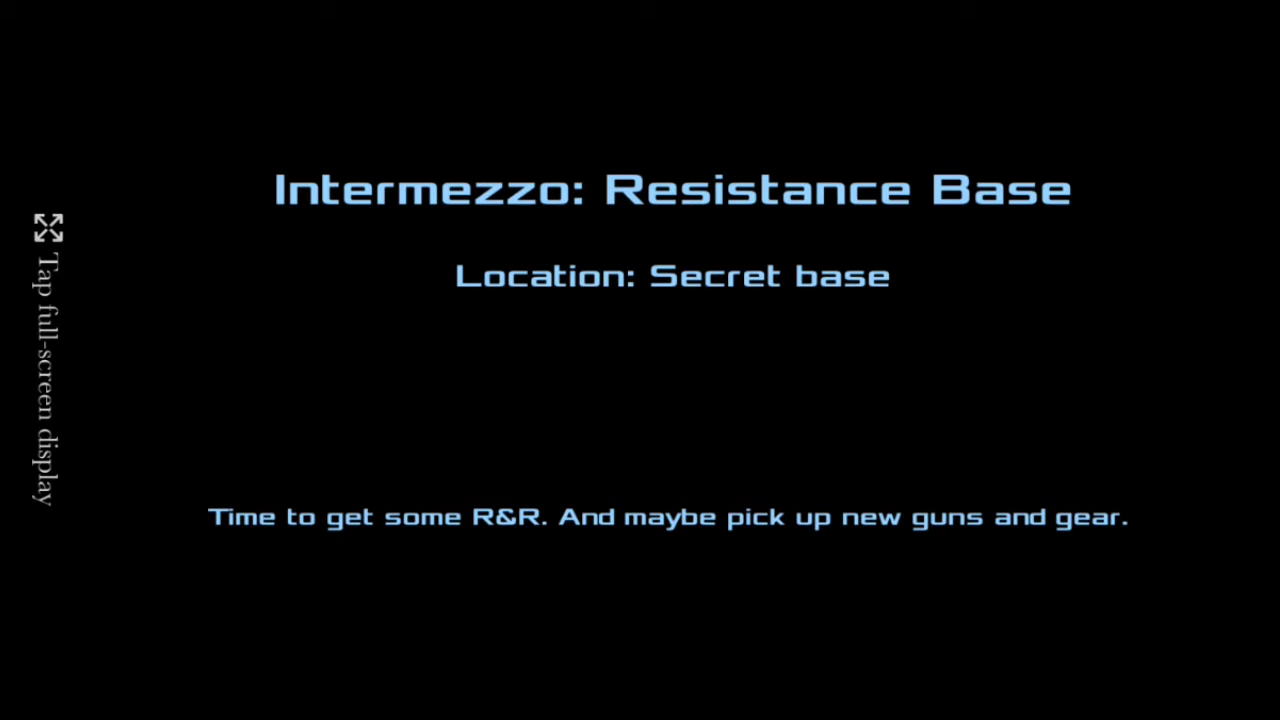 Intermezzo: Resistance Base
Location: Secret base
Tap full-screen display
Time to get some R&R. And maybe pick up new guns and gear.